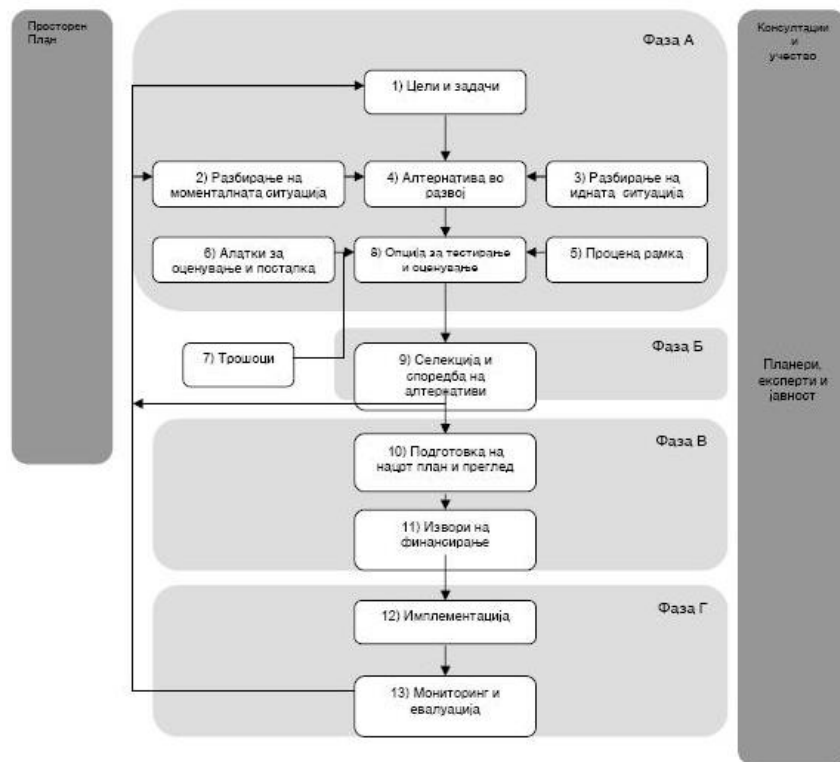 Просторен
План
Фаза А
Консултации
и
учество
1) Цели и задачи
2) Разбирање на
моменталната ситуација
4) Алтернатива во
развој
3) Разбирање на
идната ситуација
6) Алатки за
оценување и постапка
8) Опција за тестирање
и оценување
5) Процена рамка
7) Трошоци
Фаза Б
9) Селекција и
споредба на
алтернативи
Планери,
експерти и
јавност
Фаза В
10) Подготовка на
нацрт план и преглед
11) Извори на
финансирање
Фаза Г
12) Имплементација
13) Мониторинг и
евалуација